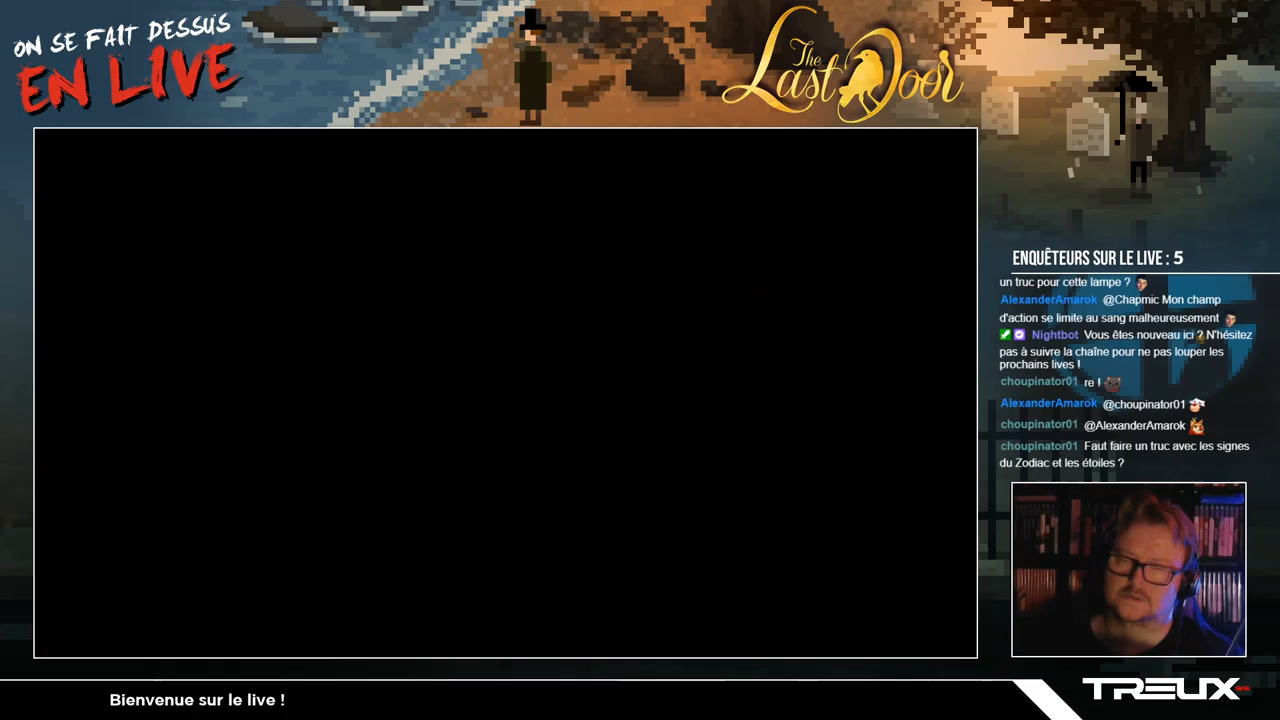 ON SE FAIT DESSUS
EN LIVE
The
Last Door
ENQUÊTEURS SUR LE LIVE : 5
un truc pour cette lampe ?
AlexanderAmarok @Chapmic Mon champ
d'action se limite au sang malheureusement
Nightbot Vous êtes nouveau ici ? N'hésitez
pas à suivre la chaîne pour ne pas louper les
prochains lives !
choupinator01 re !
AlexanderAmarok @choupinator01
choupinator01 @AlexanderAmarok
choupinator01 Faut faire un truc avec les signes
du Zodiac et les étoiles ?
Bienvenue sur le live !
TREUX